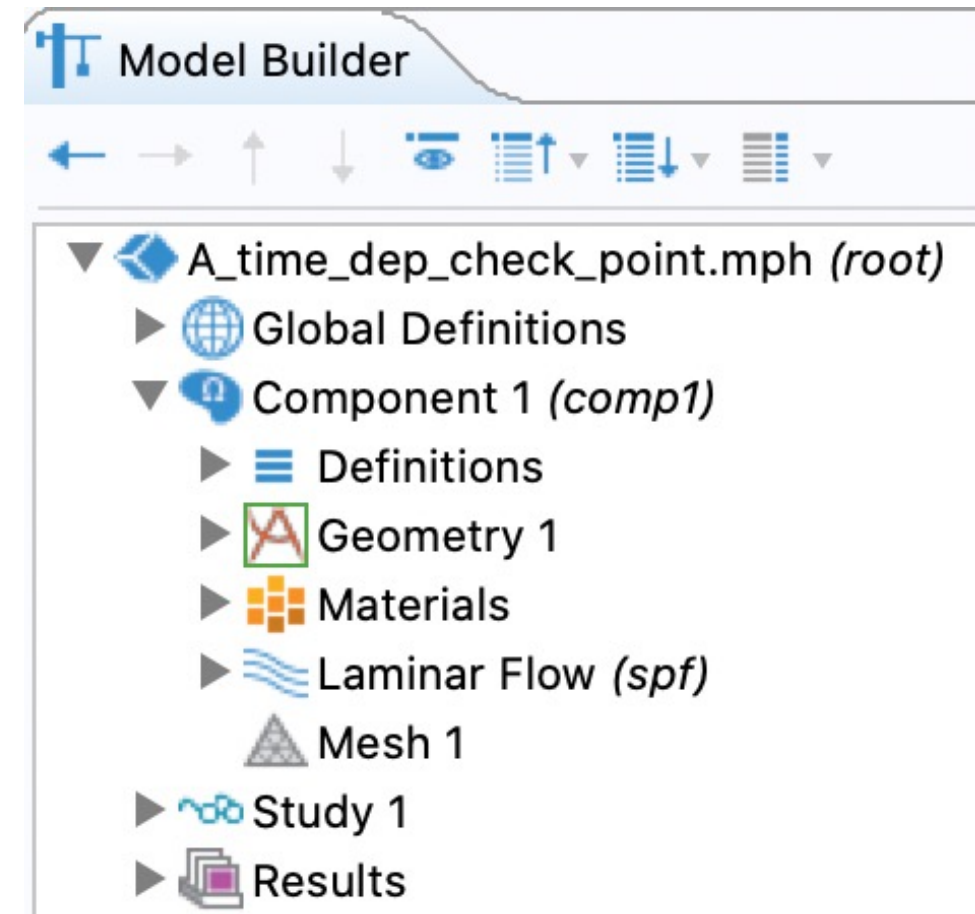 Model Builder
A_time_dep_check_point.mph (root)
Global Definitions
Component 1 (comp1)
Definitions
Geometry 1
Materials
Laminar Flow (spf)
Mesh 1
Study 1
Results